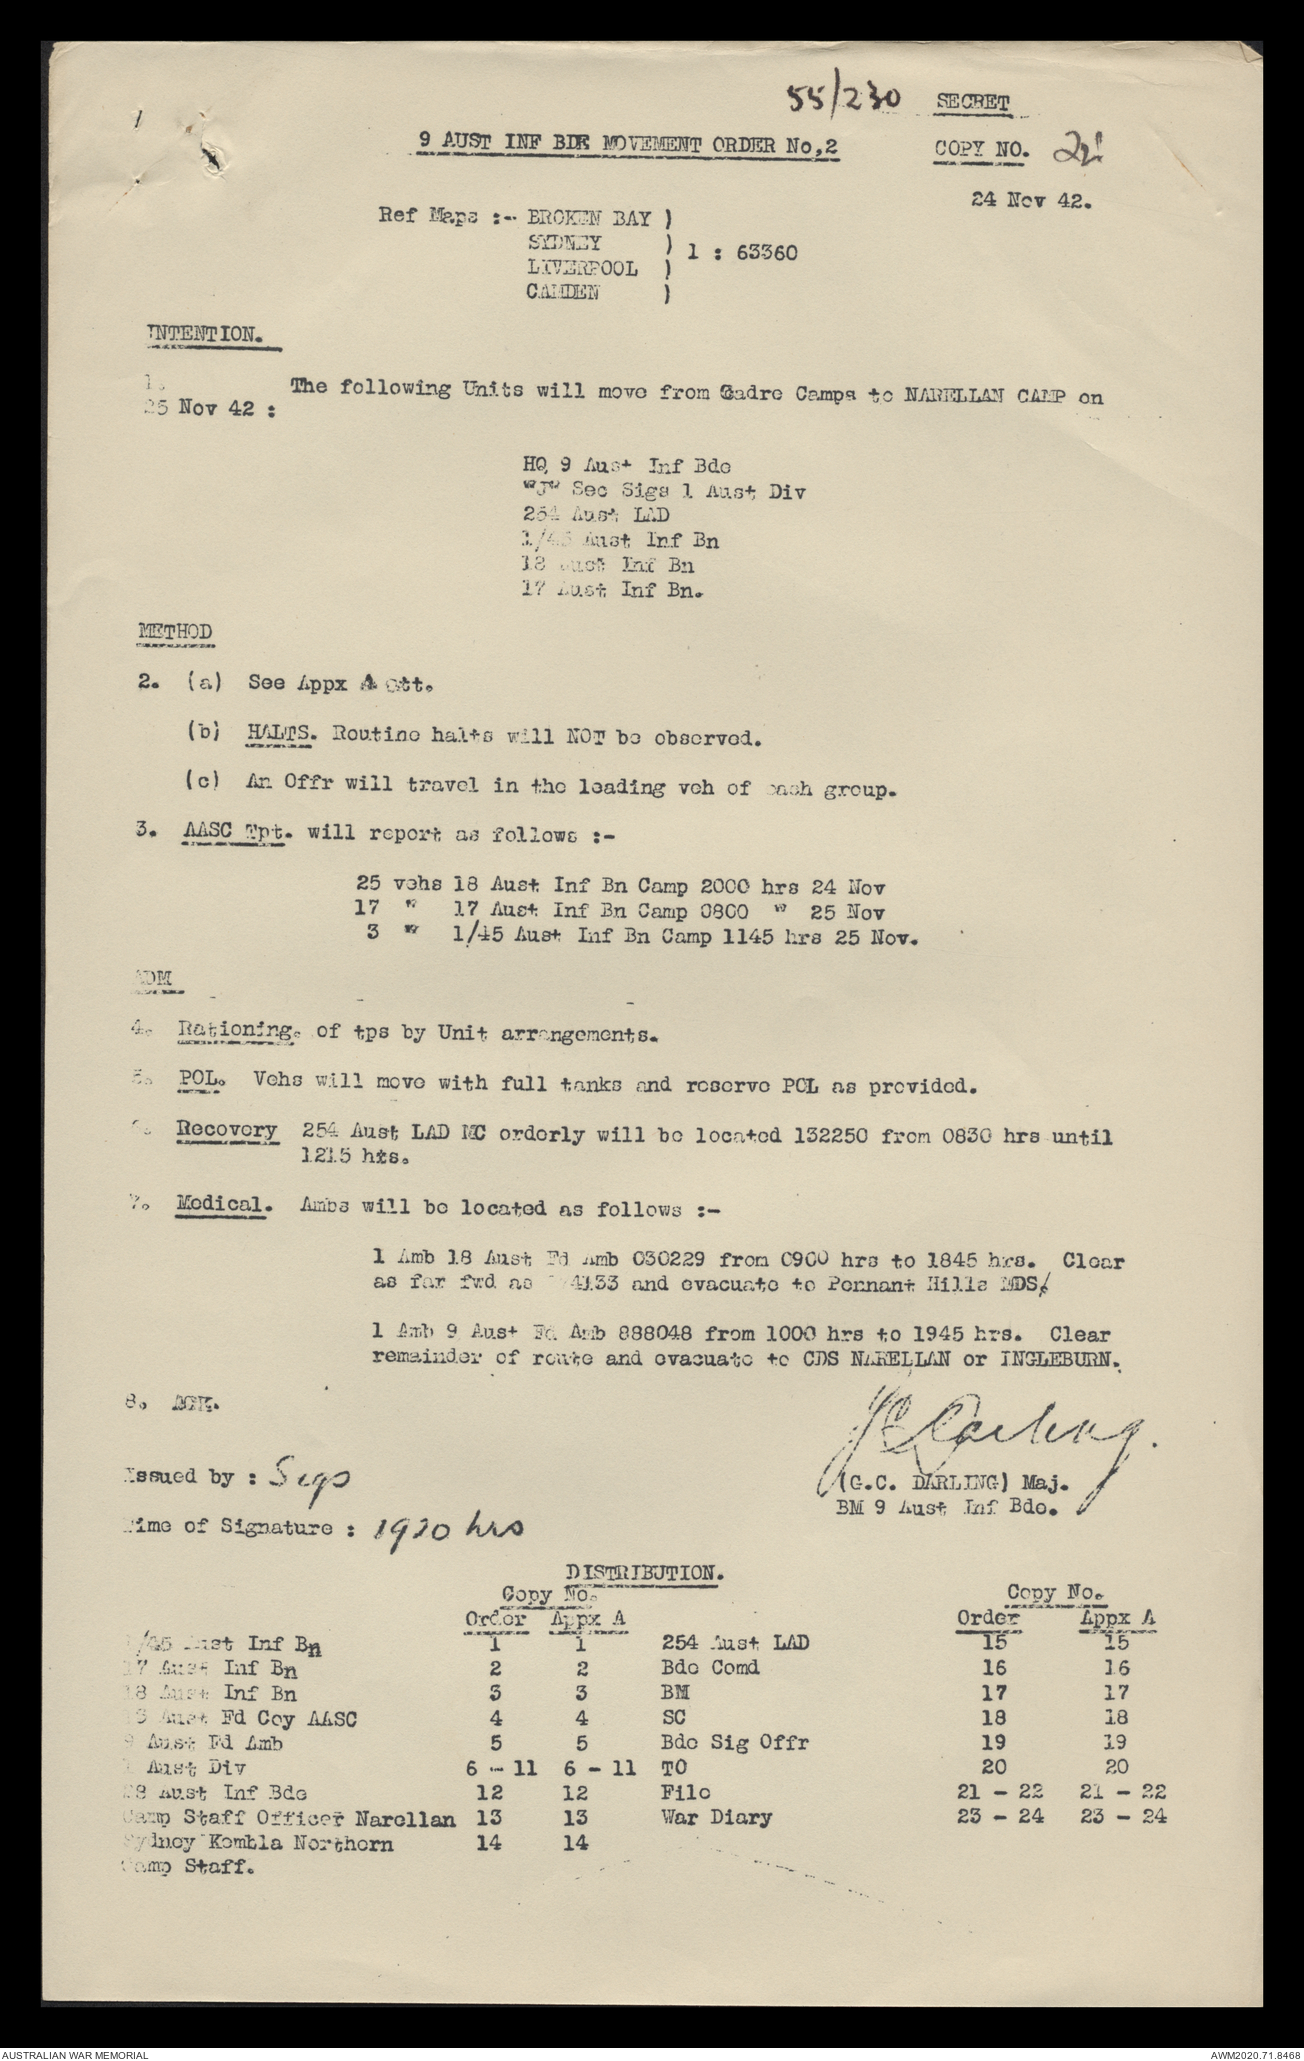 55/230 SECRET
9 AUST INF BDE MOVEMENT ORDER No,2 COPY NO.
24 Nov 42.
Ref Maps :- BROKEN BAY )
SYDNEY ) 1 : 63360
LIVERPOOL )
CAMDEN )
INTENTION.
1. The following Units will move from Cadre Camps to NARELLAN CAMP on
25 Nov 42 :
HQ 9 Aust Inf Bde
"J" Sec Sigs 1 Aust Div
254 Aust LAD
1/45 Aust Inf Bn
18 Aust Inf Bn
17 Aust Inf Bn.
METHOD
2. (a) See Appx A att.
(b) HALTS. Routine halts will NOT be observed.
(c) An Offr will travel in the leading veh of each group.
3. AASC Tpt. will report as follows :-
25 vehs 18 Aust Inf Bn Camp 2000 hrs 24 Nov
17 " 17 Aust Inf Bn Camp 0800 " 25 Nov
3 " 1/45 Aust Inf Bn Camp 1145 hrs 25 Nov.
ADM
4. Rationing. of tps by Unit arrangements.
5. POL. Vehs will move with full tanks and reserve POL as provided.
6. Recovery 254 Aust LAD MC orderly will be located 132250 from 0830 hrs until
1215 hrs.
7. Medical. Ambs will be located as follows :-
1 Amb 18 Aust Fd Amb 030229 from 0900 hrs to 1845 hrs. Clear
as far fwd as and evacuate to Pennant Hills MDS.
1 Amb 9 Aust Fd Amb 888048 from 1000 hrs to 1945 hrs. Clear
remainder of route and evacuate to CDS NARELLAN or INGLEBURN.
8. ACK.
G C Darling.
Issued by : Sigs
(G.C. DARLING) Maj.
BM 9 Aust Inf Bde.
Time of Signature : 1920 hrs
DISTRIBUTION.
Copy No. Copy No.
Order Appx A Order Appx A
1/45 Aust Inf Bn 1 1 254 Aust LAD 15 15
17 Aust Inf Bn 2 2 Bde Comd 16 16
18 Aust Inf Bn 3 3 BM 17 17
Aust Fd Coy AASC 4 4 SC 18 18
9 Aust Fd Amb 5 5 Bde Sig Offr 19 19
1 Aust Div 6 - 11 6 - 11 TO 20 20
28 Aust Inf Bde 12 12 File 21 - 22 21 - 22
Camp Staff Officer Narellan 13 13 War Diary 23 - 24 23 - 24
Sydney Kembla Northern 14 14
Camp Staff.
AUSTRALIAN WAR MEMORIAL AWM2020.71.8468